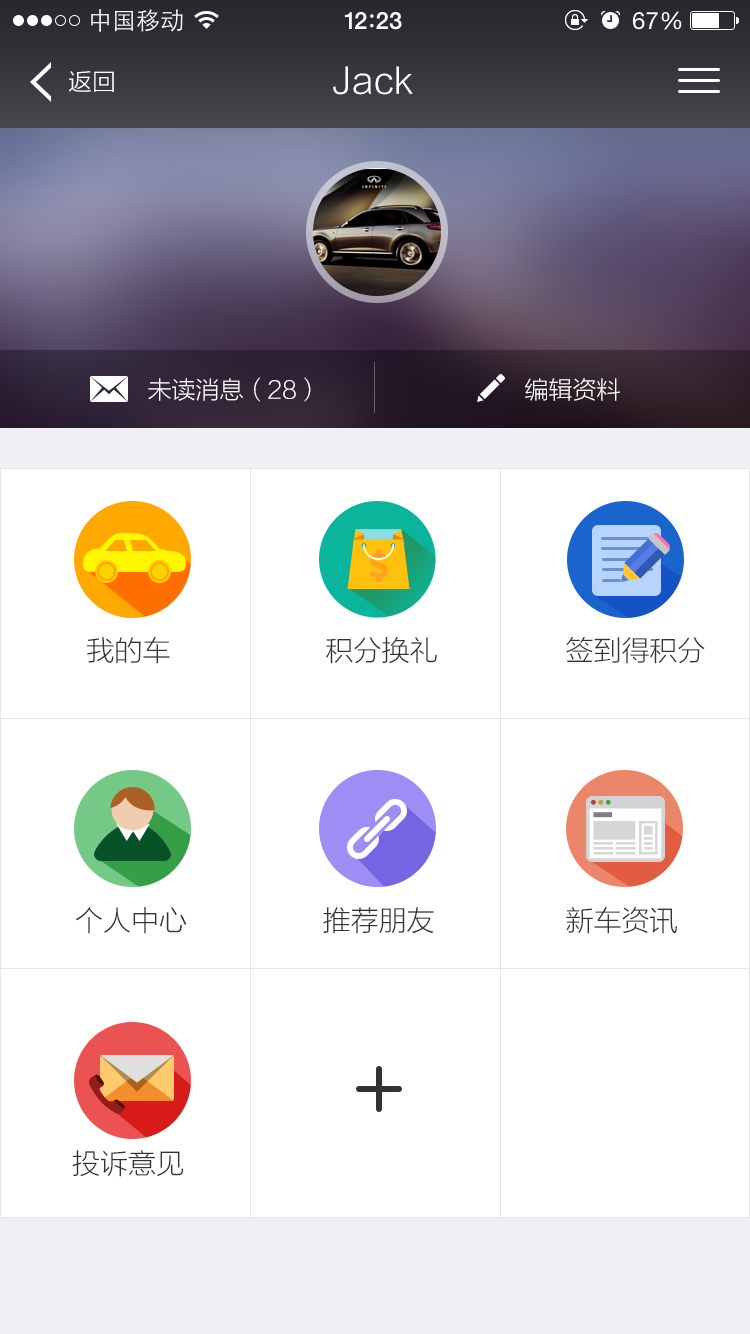 中国移动 12:23 67%
返回 Jack
INFINITI
未读消息（28） 编辑资料
我的车 积分换礼 签到得积分
个人中心 推荐朋友 新车资讯
投诉意见